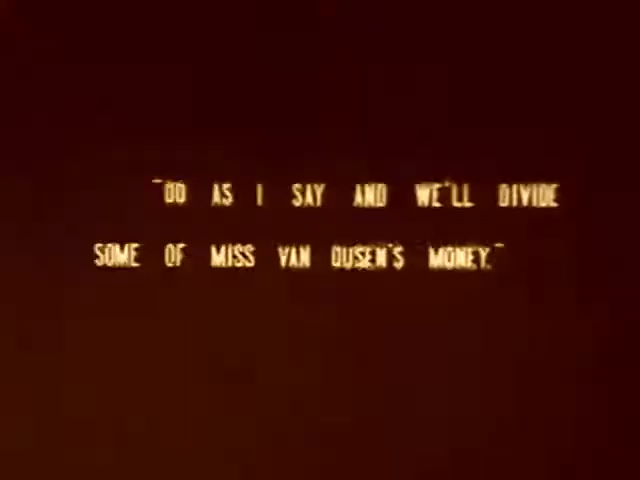 "DO AS I SAY AND WE'LL DIVIDE
SOME OF MISS VAN DUSEN'S MONEY."